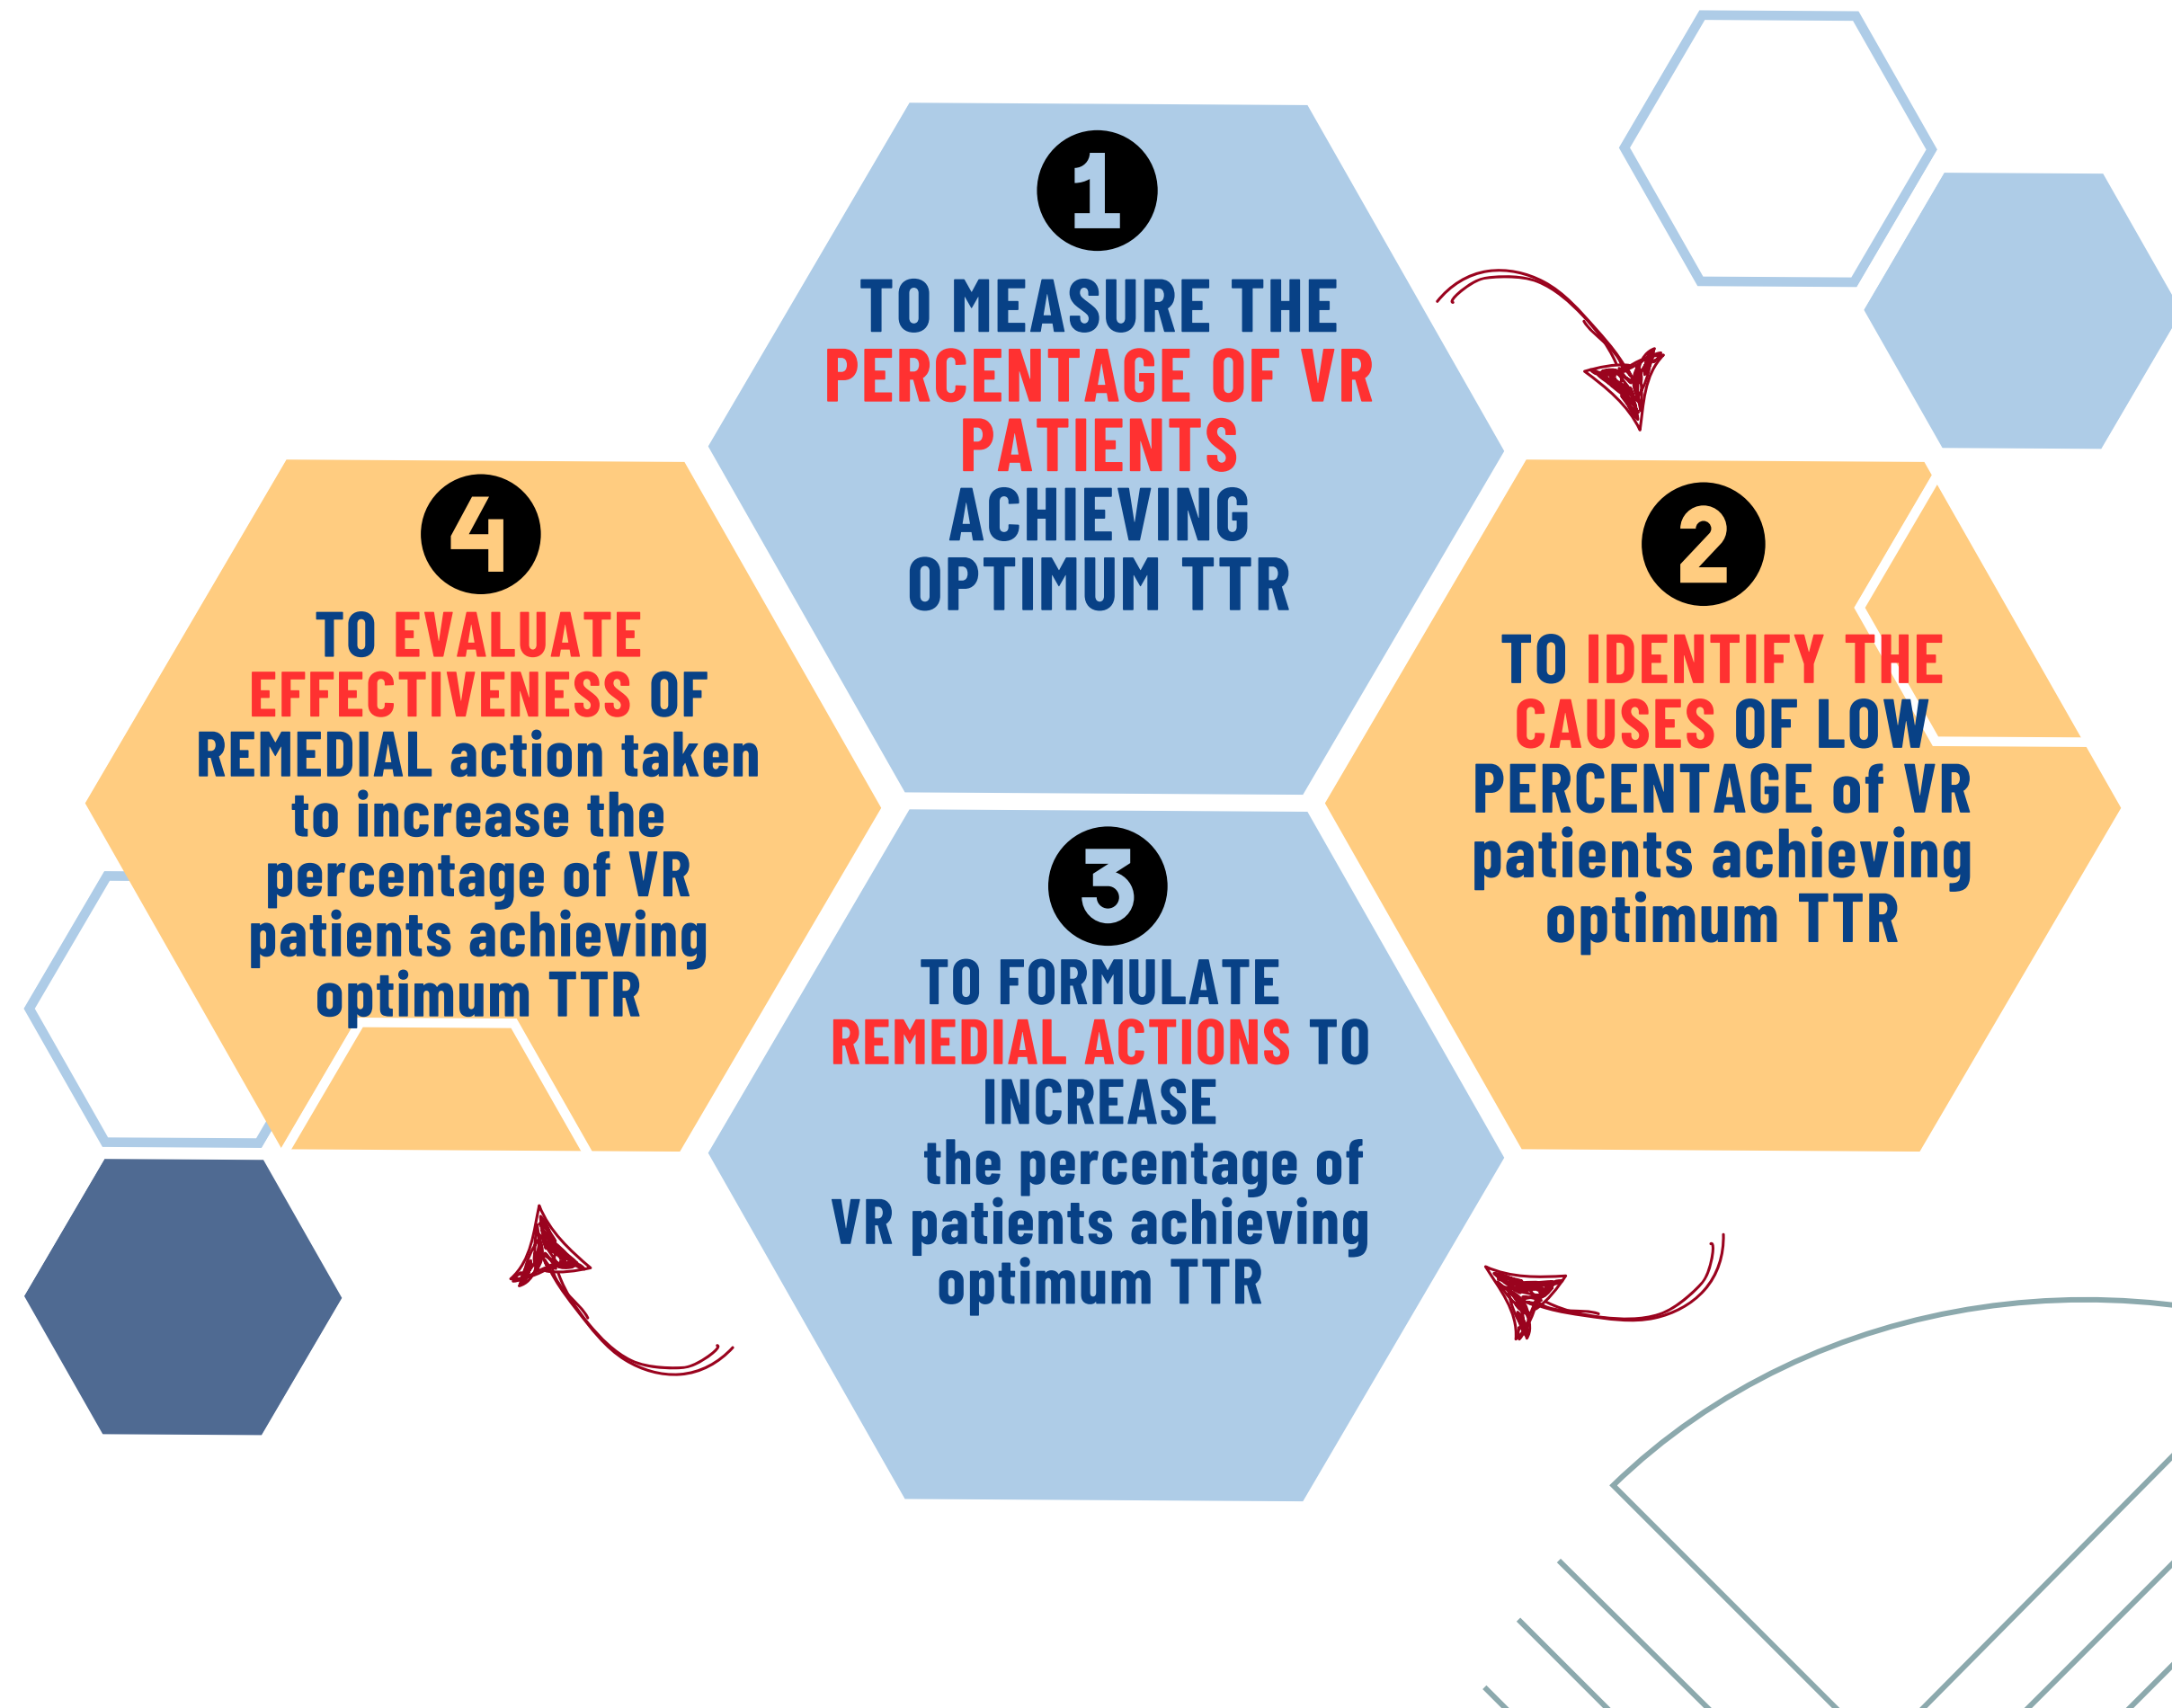 1
TO MEASURE THE
PERCENTAGE OF VR
PATIENTS
ACHIEVING
OPTIMUM TTR
2
TO IDENTIFY THE
CAUSES OF LOW
PERCENTAGE of VR
patients achieving
optimum TTR
3
TO FORMULATE
REMEDIAL ACTIONS TO
INCREASE
the percentage of
VR patients achieving
optimum TTR
4
TO EVALUATE
EFFECTIVENESS OF
REMEDIAL action taken
to increase the
percentage of VR
patients achieving
optimum TTR